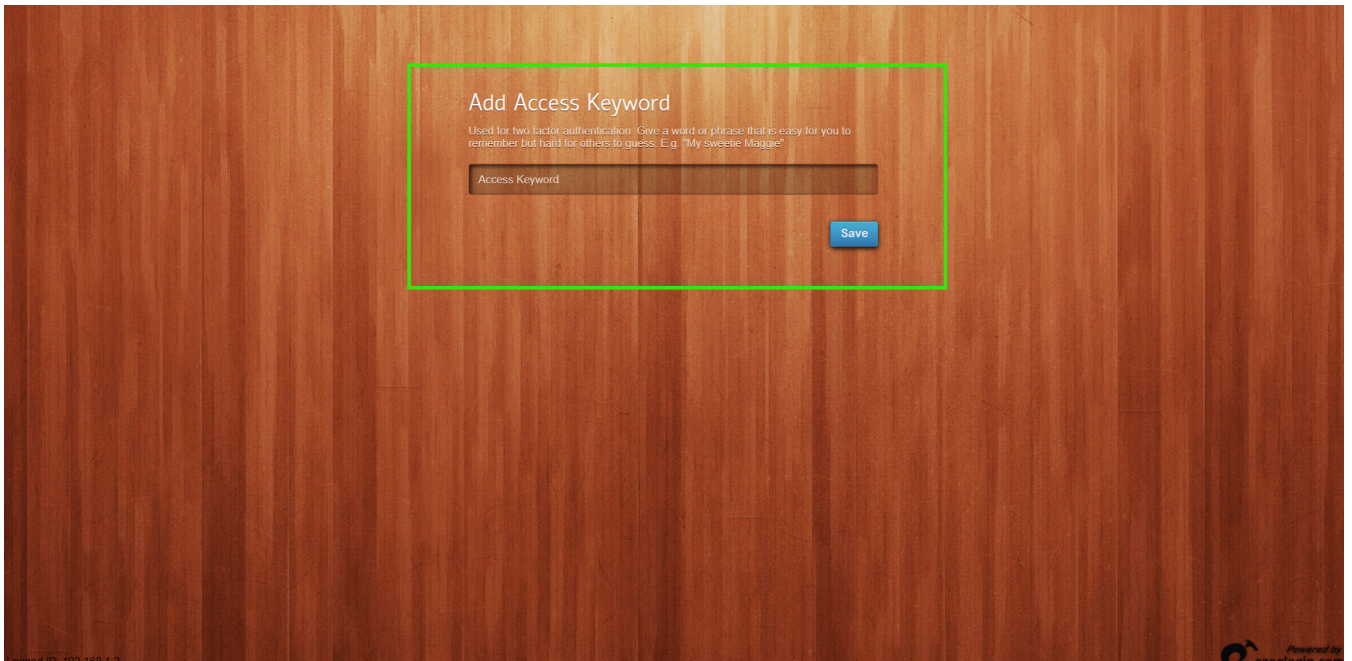 Add Access Keyword
Used for two factor authentication. Give a word or phrase that is easy for you to
remember but hard for others to guess. E.g. "My sweetie Maggie"
Access Keyword
Save
Powered by